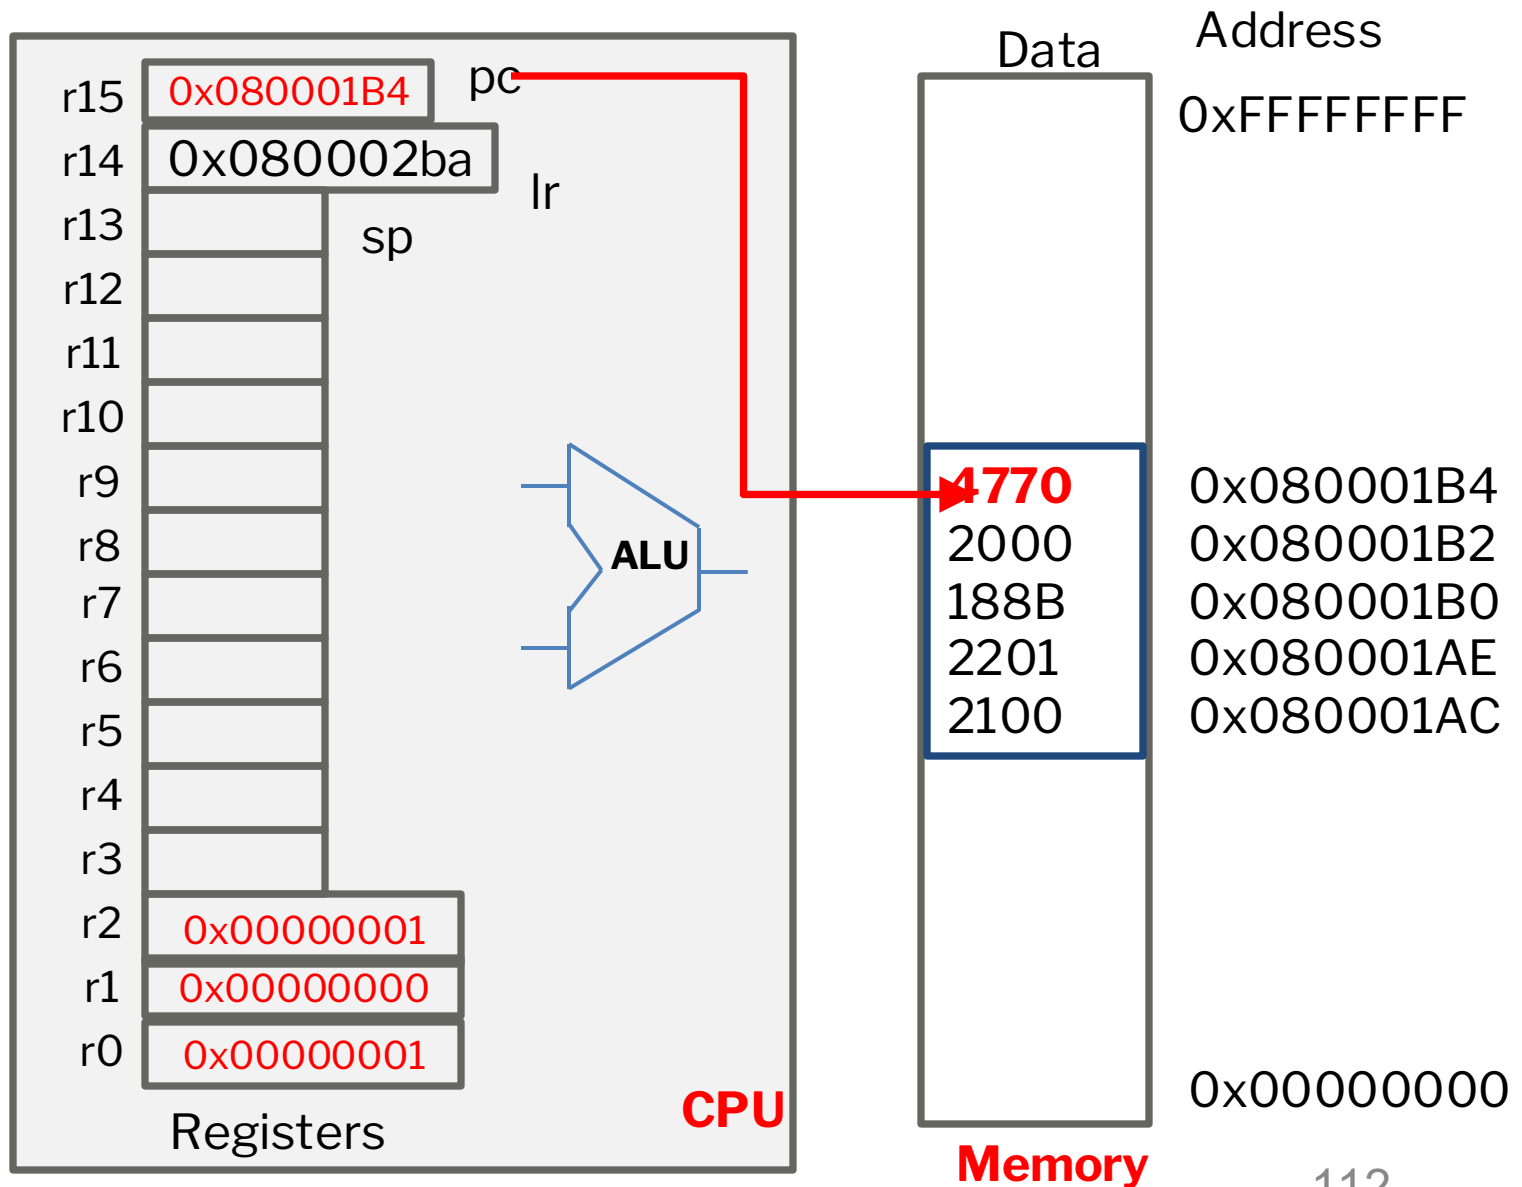 Data
Address
0xFFFFFFFF
r15
0x080001B4
pc
r14
0x080002ba
lr
r13
sp
r12
r11
r10
r9
r8
r7
r6
r5
r4
r3
r2
0x00000001
r1
0x00000000
r0
0x00000001
Registers
CPU
ALU
4770
0x080001B4
2000
0x080001B2
188B
0x080001B0
2201
0x080001AE
2100
0x080001AC
0x00000000
Memory
112